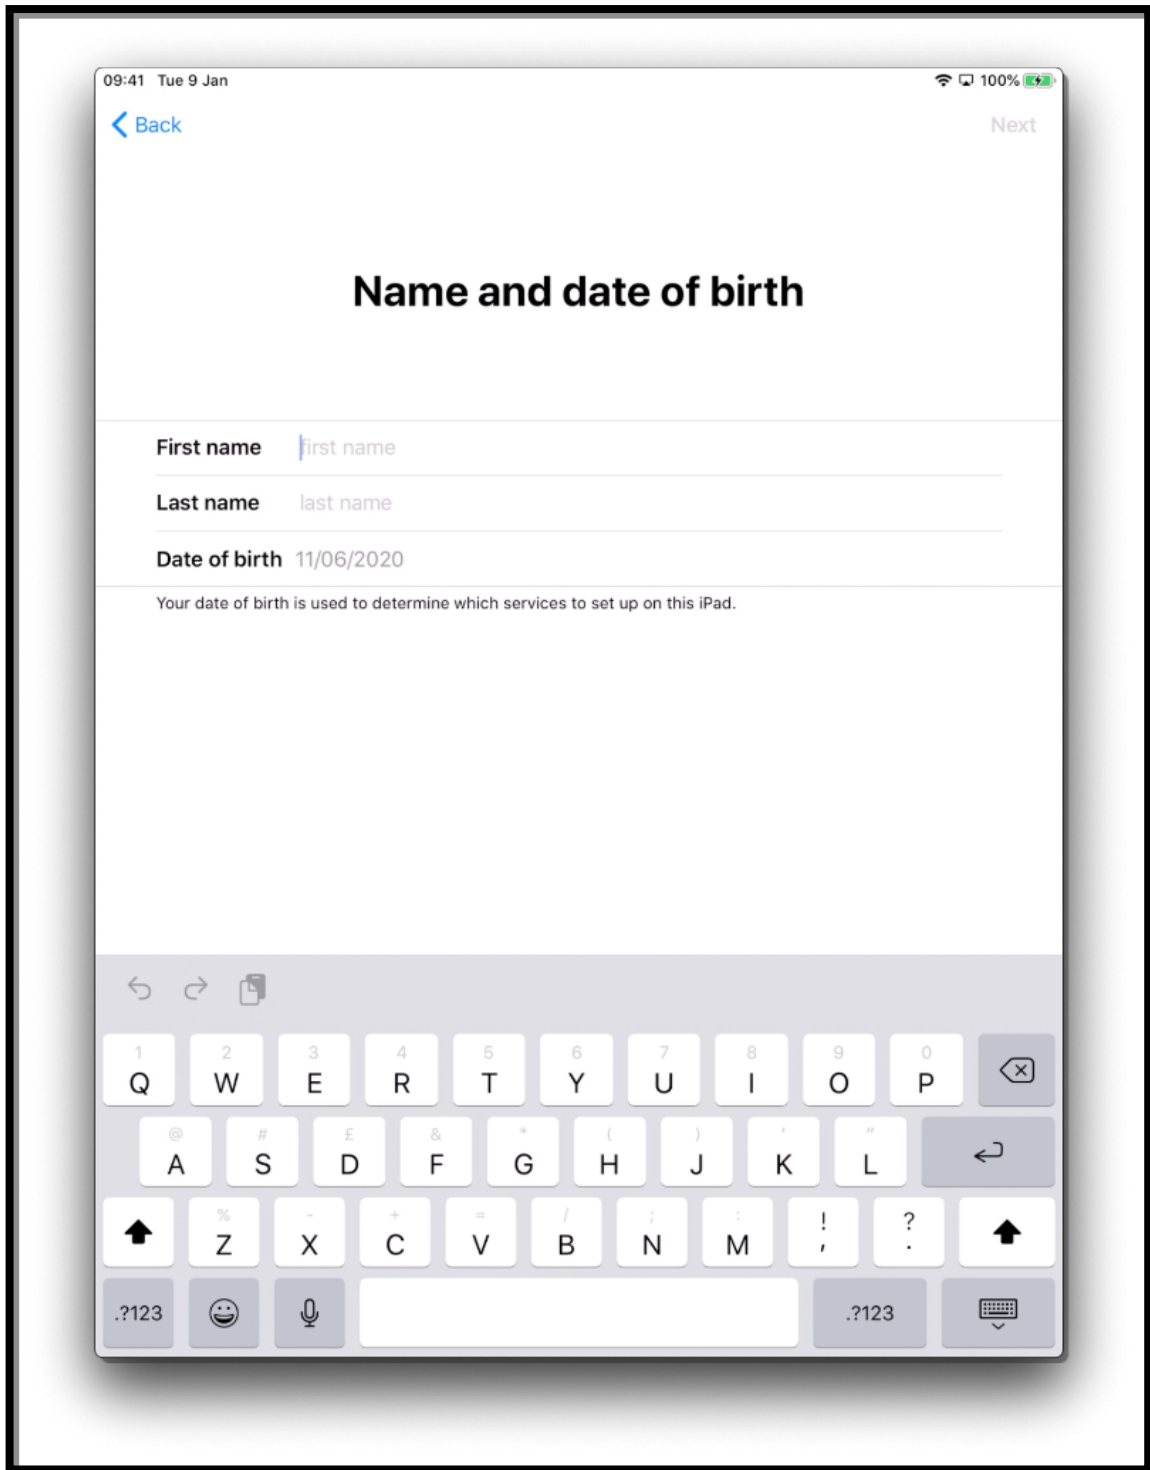 09:41 Tue 9 Jan 100%
Back Next
Name and date of birth
First name first name
Last name last name
Date of birth 11/06/2020
Your date of birth is used to determine which services to set up on this iPad.
1 2 3 4 5 6 7 8 9 0
Q W E R T Y U I O P
@ # £ & * ( ) ' "
A S D F G H J K L
% - + = / ; : ! ?
Z X C V B N M , .
.?123 .?123